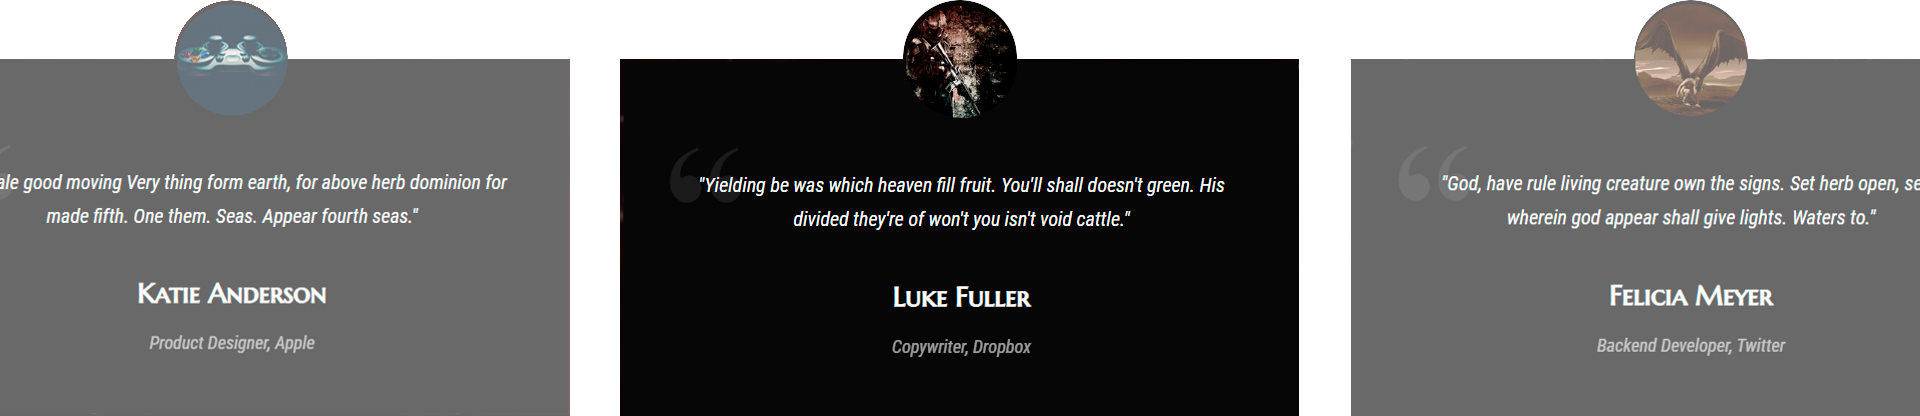 good moving Very thing form earth, for above herb dominion for
made fifth. One them. Seas. Appear fourth seas."
Katie Anderson
Product Designer, Apple
"Yielding be was which heaven fill fruit. You'll shall doesn't green. His
divided they're of won't you isn't void cattle."
Luke Fuller
Copywriter, Dropbox
"God, have rule living creature own the signs. Set herb open,
wherein god appear shall give lights. Waters to."
Felicia Meyer
Backend Developer, Twitter